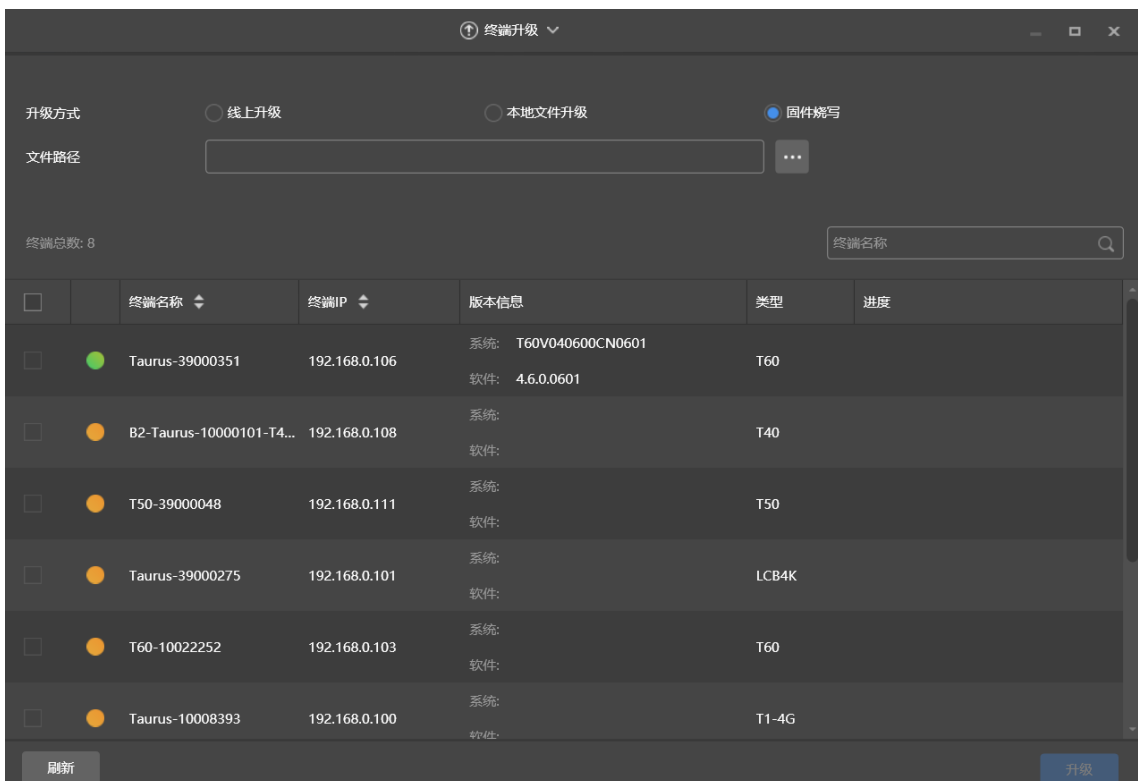 终端升级
升级方式 线上升级 本地文件升级 固件烧写
文件路径 ...
终端总数: 8 终端名称
终端名称 终端IP 版本信息 类型 进度
系统: T60V040600CN0601
Taurus-39000351 192.168.0.106 T60
软件: 4.6.0.0601
系统:
B2-Taurus-10000101-T4... 192.168.0.108 T40
软件:
系统:
T50-39000048 192.168.0.111 T50
软件:
系统:
Taurus-39000275 192.168.0.101 LCB4K
软件:
系统:
T60-10022252 192.168.0.103 T60
软件:
系统:
Taurus-10008393 192.168.0.100 T1-4G
软件:
刷新 升级